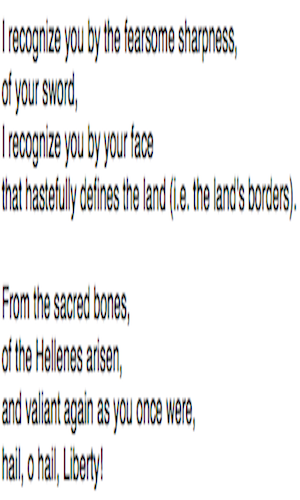 I recognize you by the fearsome sharpness,
of your sword,
I recognize you by your face
that hastefully defines the land (i.e. the land's borders).
From the sacred bones,
of the Hellenes arisen,
and valiant again as you once were,
hail, o hail, Liberty!